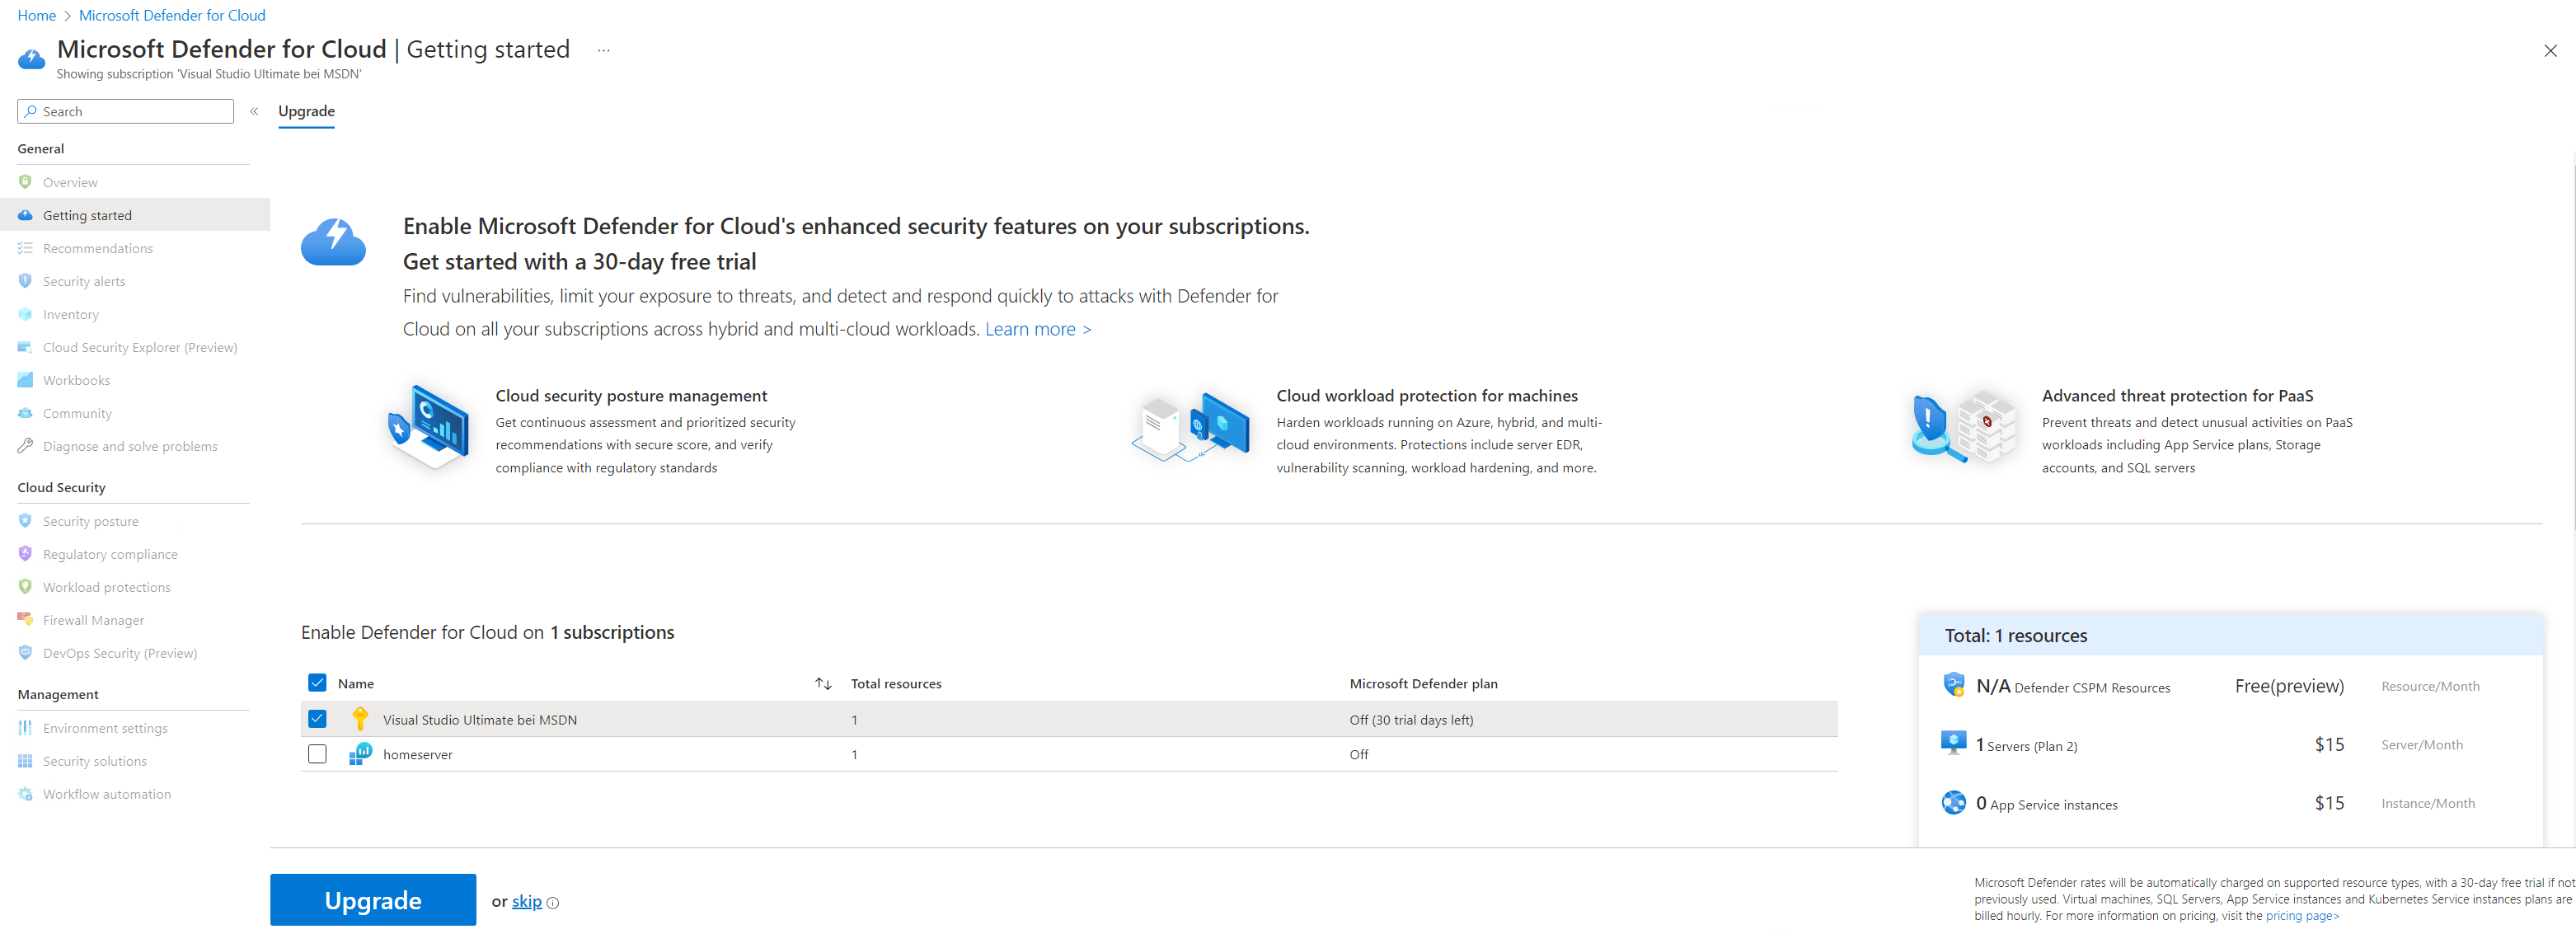 Home > Microsoft Defender for Cloud
Microsoft Defender for Cloud | Getting started ...
Showing subscription 'Visual Studio Ultimate bei MSDN'
Search «
Upgrade
General
Overview
Getting started
Recommendations
Security alerts
Inventory
Cloud Security Explorer (Preview)
Workbooks
Community
Diagnose and solve problems
Cloud Security
Security posture
Regulatory compliance
Workload protections
Firewall Manager
DevOps Security (Preview)
Management
Environment settings
Security solutions
Workflow automation
Enable Microsoft Defender for Cloud's enhanced security features on your subscriptions.
Get started with a 30-day free trial
Find vulnerabilities, limit your exposure to threats, and detect and respond quickly to attacks with Defender for
Cloud on all your subscriptions across hybrid and multi-cloud workloads. Learn more >
Cloud security posture management
Get continuous assessment and prioritized security
recommendations with secure score, and verify
compliance with regulatory standards
Cloud workload protection for machines
Harden workloads running on Azure, hybrid, and multi-
cloud environments. Protections include server EDR,
vulnerability scanning, workload hardening, and more.
Advanced threat protection for PaaS
Prevent threats and detect unusual activities on PaaS
workloads including App Service plans, Storage
accounts, and SQL servers
Enable Defender for Cloud on 1 subscriptions
Name ↑↓ Total resources Microsoft Defender plan
Visual Studio Ultimate bei MSDN 1 Off (30 trial days left)
homeserver 1 Off
Total: 1 resources
N/A Defender CSPM Resources Free(preview) Resource/Month
1 Servers (Plan 2) $15 Server/Month
0 App Service instances $15 Instance/Month
Upgrade or skip
Microsoft Defender rates will be automatically charged on supported resource types, with a 30-day free trial if not
previously used. Virtual machines, SQL Servers, App Service instances and Kubernetes Service instances plans are
billed hourly. For more information on pricing, visit the pricing page>